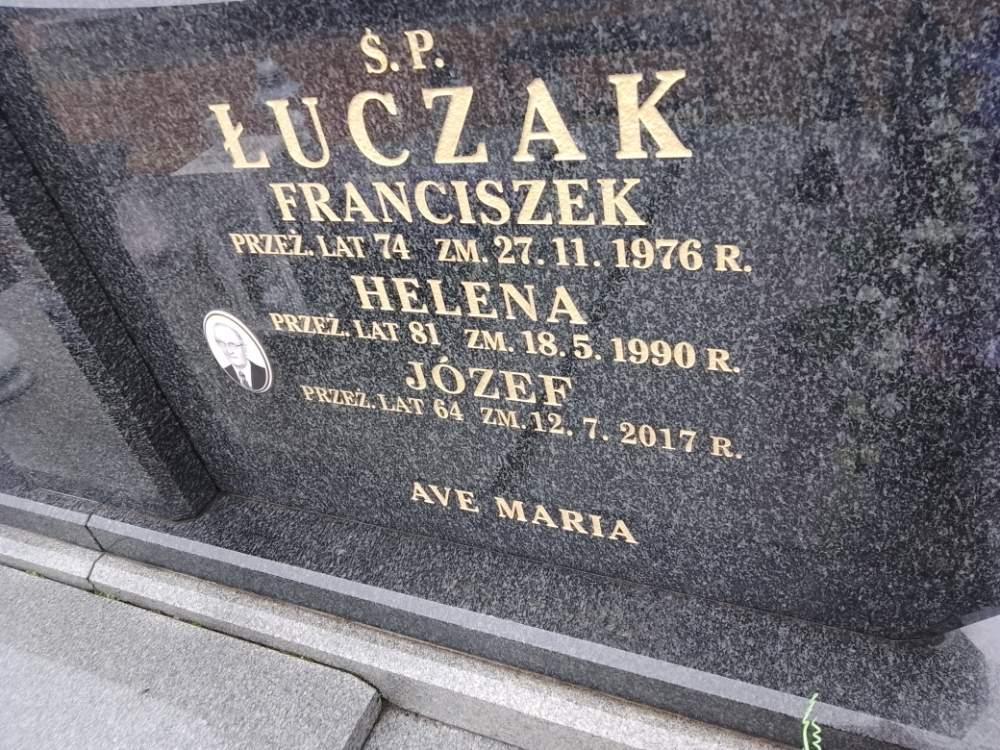 Ś.P.
ŁUCZAK
FRANCISZEK
PRZEŻ. LAT 74 ZM. 27.11.1976 R.
HELENA
PRZEŻ. LAT 81 ZM. 18.5.1990 R.
JÓZEF
PRZEŻ. LAT 64 ZM. 12.7.2017 R.
AVE MARIA